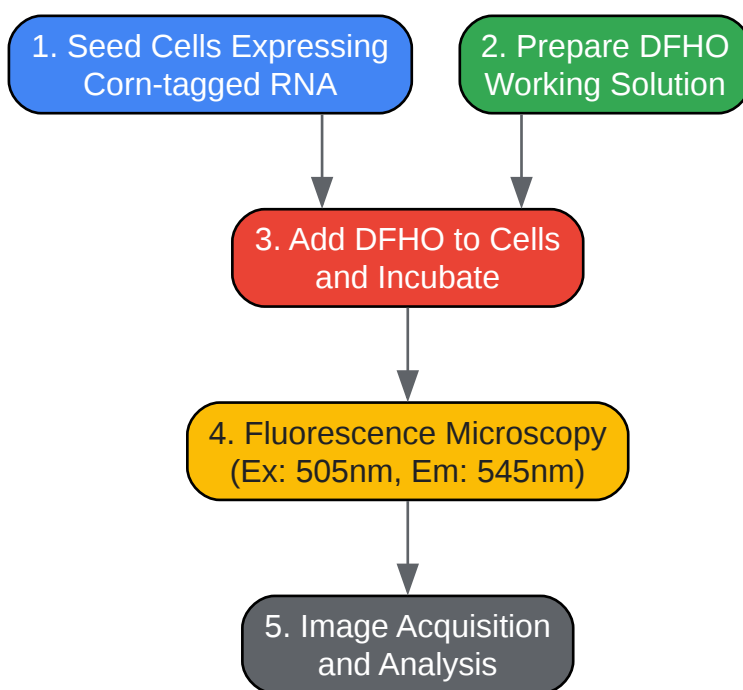 1. Seed Cells Expressing
Corn-tagged RNA
2. Prepare DFHO
Working Solution
3. Add DFHO to Cells
and Incubate
4. Fluorescence Microscopy
(Ex: 505nm, Em: 545nm)
5. Image Acquisition
and Analysis